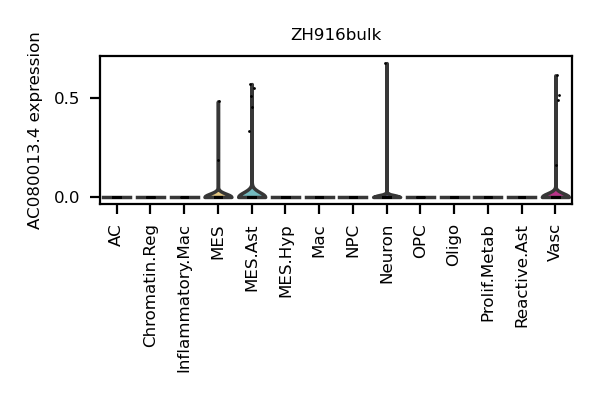 ZH916bulk
AC080013.4 expression
0.5
0.0
AC
Chromatin.Reg
Inflammatory.Mac
MES
MES.Ast
MES.Hyp
Mac
NPC
Neuron
OPC
Oligo
Prolif.Metab
Reactive.Ast
Vasc